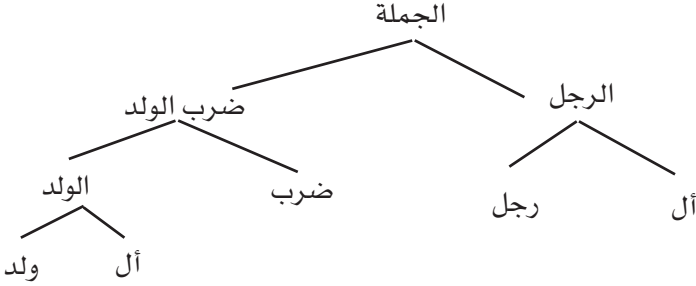 الجملة
الرجل
ضرب الولد
أل
رجل
ضرب
الولد
أل
ولد